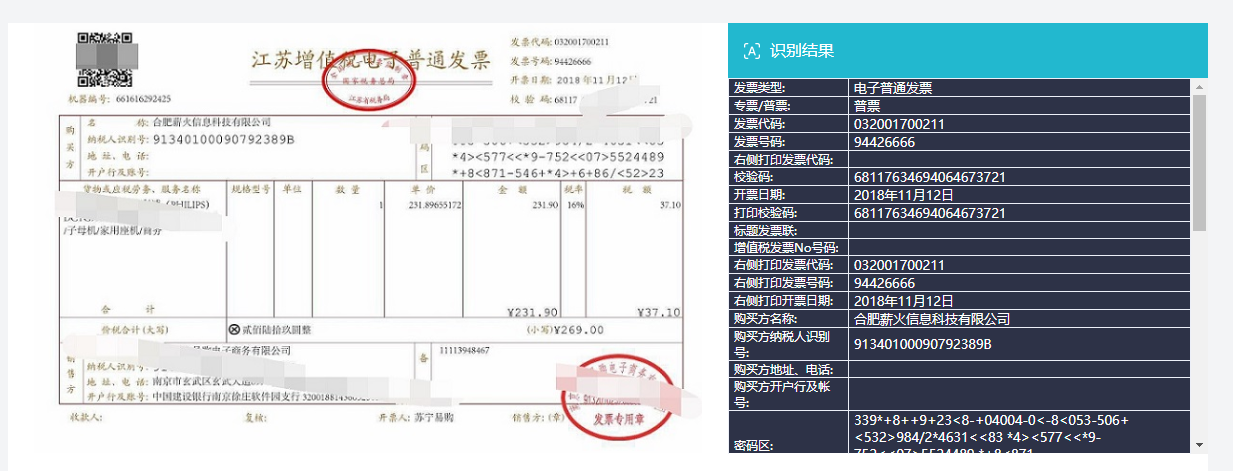 江苏增值税电子普通发票
国家税务总局
江苏省税务局
发票代码: 032001700211
发票号码: 94426666
开票日期: 2018年11月12
校验码: 68117
21
机器编号: 661616292425
购买方
名 称: 合肥薪火信息科技有限公司
纳税人识别号: 91340100090792389B
地址、电话:
开户行及账号:
码区
*4><577<<*9-752<<07>5524489
*+8<871-546+*4>+6+86/<52>23
货物或应税劳务、服务名称 规格型号 单位 数量 单价 金额 税率 税额
(PHILIPS) 1 231.89655172 231.90 16% 37.10
/子母机/家用座机/商务
合计 ¥231.90 ¥37.10
价税合计(大写) ⊗贰佰陆拾玖圆整 (小写)¥269.00
销售方
电子商务有限公司
纳税人识别号:
地址、电话: 南京市玄武区玄武大道
开户行及账号: 中国建设银行南京徐庄软件园支行
备
11113948467
收款人: 复核: 开票人: 苏宁易购 销售方: (章)
电子商务
发票专用章
识别结果
发票类型: 电子普通发票
专票/普票: 普票
发票代码: 032001700211
发票号码: 94426666
右侧打印发票代码:
校验码: 68117634694064673721
开票日期: 2018年11月12日
打印校验码: 68117634694064673721
标题发票联:
增值税发票No号码:
右侧打印发票代码: 032001700211
右侧打印发票号码: 94426666
右侧打印开票日期: 2018年11月12日
购买方名称: 合肥薪火信息科技有限公司
购买方纳税人识别
号: 91340100090792389B
购买方地址、电话:
购买方开户行及帐
号:
密码区: 339*+8++9+23<8-+04004-0<-8<053-506+
<532>984/2*4631<<83 *4><577<<*9-
752<<07>5524489 *+8<871